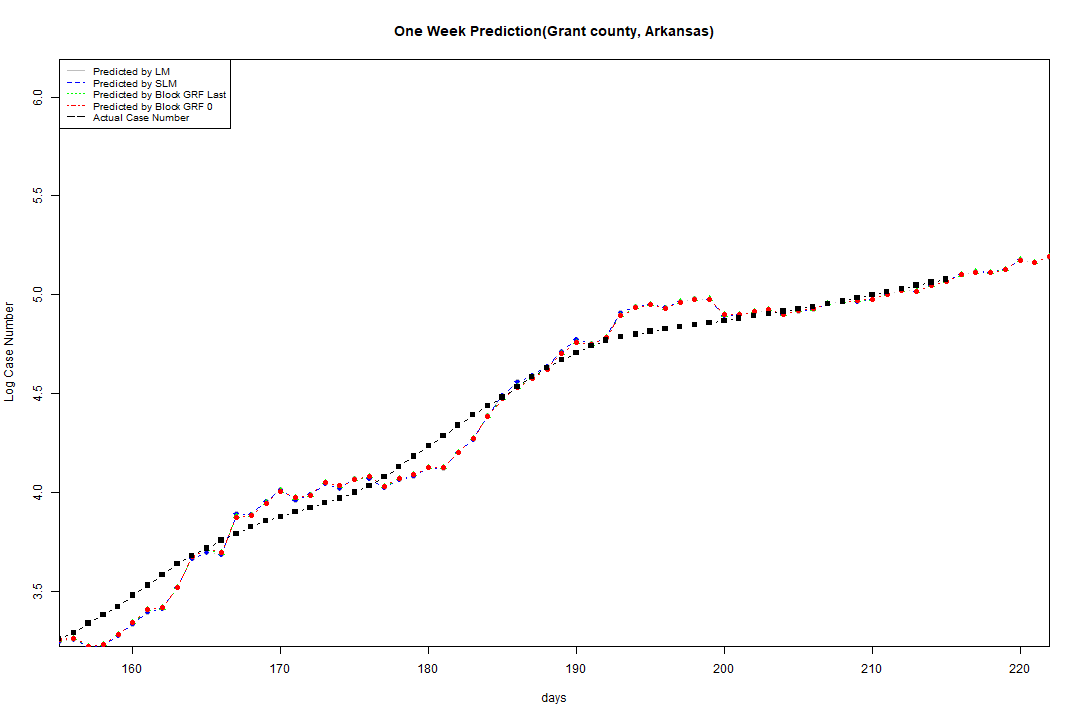 One Week Prediction(Grant county, Arkansas)
Predicted by LM
Predicted by SLM
Predicted by Block GRF Last
Predicted by Block GRF 0
Actual Case Number
6.0
5.5
5.0
4.5
4.0
3.5
Log Case Number
160 170 180 190 200 210 220
days